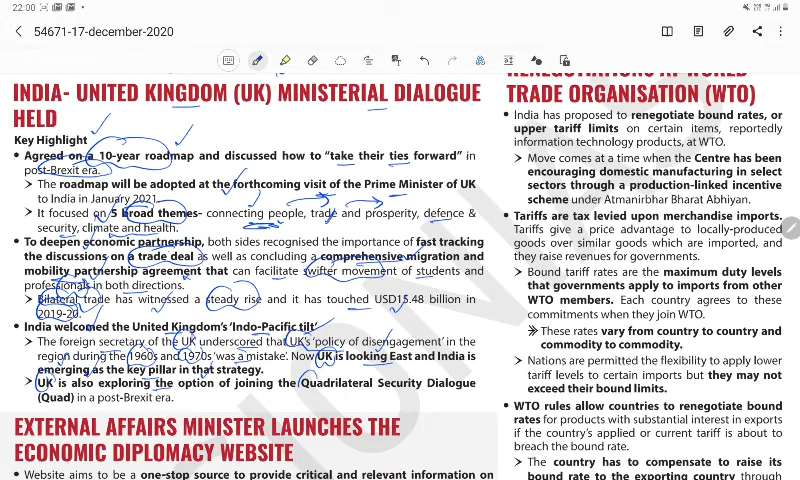 22:00
54671-17-december-2020
INDIA- UNITED KINGDOM (UK) MINISTERIAL DIALOGUE
HELD
Key Highlight
• Agreed on a 10-year roadmap and discussed how to “take their ties forward” in
post-Brexit era.
➤ The roadmap will be adopted at the forthcoming visit of the Prime Minister of UK
to India in January 2021.
➤ It focused on 5 broad themes- connecting people, trade and prosperity, defence &
security, climate and health.
• To deepen economic partnership, both sides recognised the importance of fast tracking
the discussions on a trade deal as well as concluding a comprehensive migration and
mobility partnership agreement that can facilitate swifter movement of students and
professionals in both directions.
➤ Bilateral trade has witnessed a steady rise and it has touched USD15.48 billion in
2019-20.
• India welcomed the United Kingdom’s ‘Indo-Pacific tilt’
➤ The foreign secretary of the UK underscored that UK’s ‘policy of disengagement’ in the
region during the 1960s and 1970s ‘was a mistake’. Now UK is looking East and India is
emerging as the key pillar in that strategy.
➤ UK is also exploring the option of joining the Quadrilateral Security Dialogue
(Quad) in a post-Brexit era.
EXTERNAL AFFAIRS MINISTER LAUNCHES THE
ECONOMIC DIPLOMACY WEBSITE
• Website aims to be a one-stop source to provide critical and relevant information on
RENEGOTIATIONS AT WORLD
TRADE ORGANISATION (WTO)
• India has proposed to renegotiate bound rates, or
upper tariff limits on certain items, reportedly
information technology products, at WTO.
➤ Move comes at a time when the Centre has been
encouraging domestic manufacturing in select
sectors through a production-linked incentive
scheme under Atmanirbhar Bharat Abhiyan.
• Tariffs are tax levied upon merchandise imports.
Tariffs give a price advantage to locally-produced
goods over similar goods which are imported, and
they raise revenues for governments.
➤ Bound tariff rates are the maximum duty levels
that governments apply to imports from other
WTO members. Each country agrees to these
commitments when they join WTO.
≫ These rates vary from country to country and
commodity to commodity.
➤ Nations are permitted the flexibility to apply lower
tariff levels to certain imports but they may not
exceed their bound limits.
• WTO rules allow countries to renegotiate bound
rates for products with substantial interest in exports
if the country’s applied or current tariff is about to
breach the bound rate.
➤ The country has to compensate to raise its
bound rate to the exporting country through